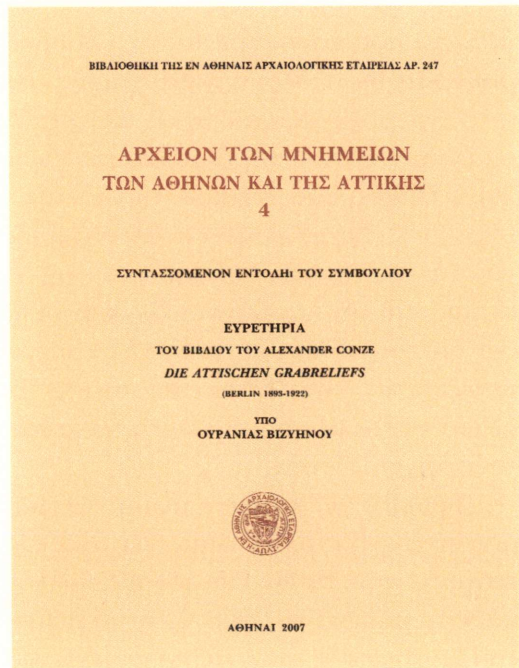 ΒΙΒΛΙΟΘΗΚΗ ΤΗΣ ΕΝ ΑΘΗΝΑΙΣ ΑΡΧΑΙΟΛΟΓΙΚΗΣ ΕΤΑΙΡΕΙΑΣ ΑΡ. 247
ΑΡΧΕΙΟΝ ΤΩΝ ΜΝΗΜΕΙΩΝ
ΤΩΝ ΑΘΗΝΩΝ ΚΑΙ ΤΗΣ ΑΤΤΙΚΗΣ
4
ΣΥΝΤΑΣΣΟΜΕΝΟΝ ΕΝΤΟΛΗι ΤΟΥ ΣΥΜΒΟΥΛΙΟΥ
ΕΥΡΕΤΗΡΙΑ
ΤΟΥ ΒΙΒΛΙΟΥ ΤΟΥ ALEXANDER CONZE
DIE ATTISCHEN GRABRELIEFS
(BERLIN 1893-1922)
ΥΠΟ
ΟΥΡΑΝΙΑΣ ΒΙΖΥΗΝΟΥ
ΑΘΗΝΑΙ 2007